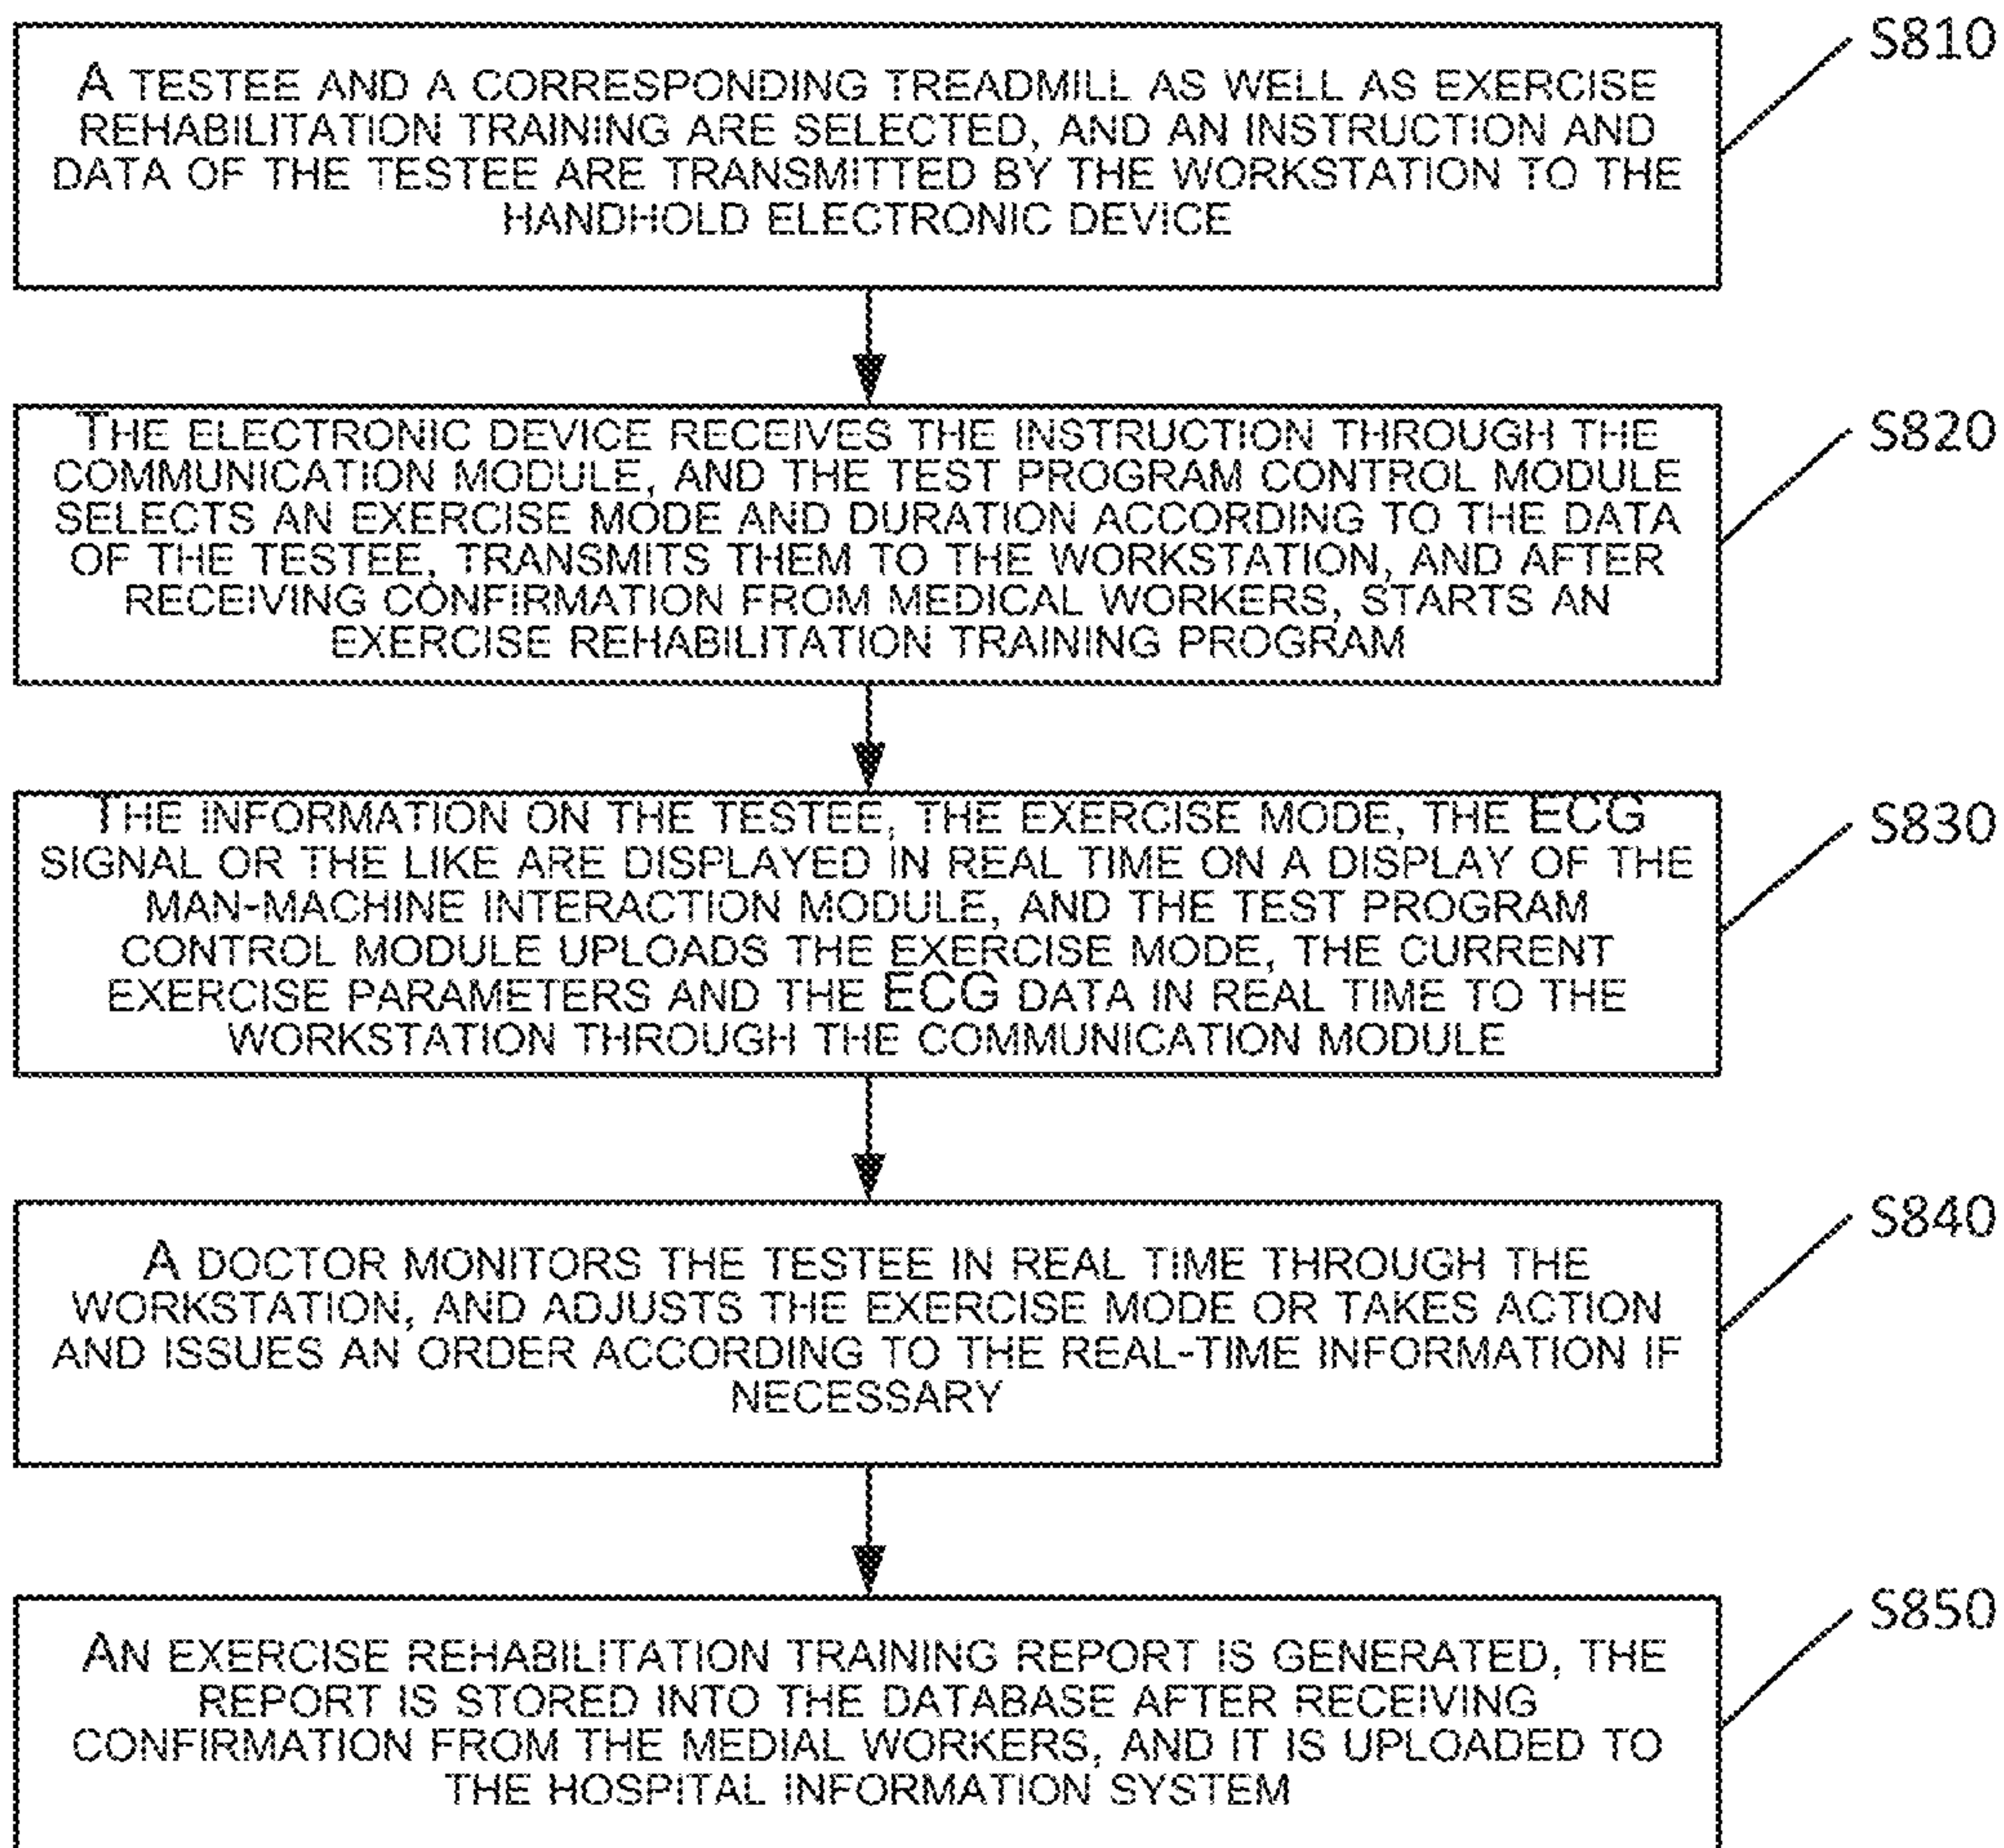 S810
A TESTEE AND A CORRESPONDING TREADMILL AS WELL AS EXERCISE
REHABILITATION TRAINING ARE SELECTED, AND AN INSTRUCTION AND
DATA OF THE TESTEE ARE TRANSMITTED BY THE WORKSTATION TO THE
HANDHOLD ELECTRONIC DEVICE
S820
THE ELECTRONIC DEVICE RECEIVES THE INSTRUCTION THROUGH THE
COMMUNICATION MODULE, AND THE TEST PROGRAM CONTROL MODULE
SELECTS AN EXERCISE MODE AND DURATION ACCORDING TO THE DATA
OF THE TESTEE, TRANSMITS THEM TO THE WORKSTATION, AND AFTER
RECEIVING CONFIRMATION FROM MEDICAL WORKERS, STARTS AN
EXERCISE REHABILITATION TRAINING PROGRAM
S830
THE INFORMATION ON THE TESTEE, THE EXERCISE MODE, THE ECG
SIGNAL OR THE LIKE ARE DISPLAYED IN REAL TIME ON A DISPLAY OF THE
MAN-MACHINE INTERACTION MODULE, AND THE TEST PROGRAM
CONTROL MODULE UPLOADS THE EXERCISE MODE, THE CURRENT
EXERCISE PARAMETERS AND THE ECG DATA IN REAL TIME TO THE
WORKSTATION THROUGH THE COMMUNICATION MODULE
S840
A DOCTOR MONITORS THE TESTEE IN REAL TIME THROUGH THE
WORKSTATION, AND ADJUSTS THE EXERCISE MODE OR TAKES ACTION
AND ISSUES AN ORDER ACCORDING TO THE REAL-TIME INFORMATION IF
NECESSARY
S850
AN EXERCISE REHABILITATION TRAINING REPORT IS GENERATED, THE
REPORT IS STORED INTO THE DATABASE AFTER RECEIVING
CONFIRMATION FROM THE MEDIAL WORKERS, AND IT IS UPLOADED TO
THE HOSPITAL INFORMATION SYSTEM